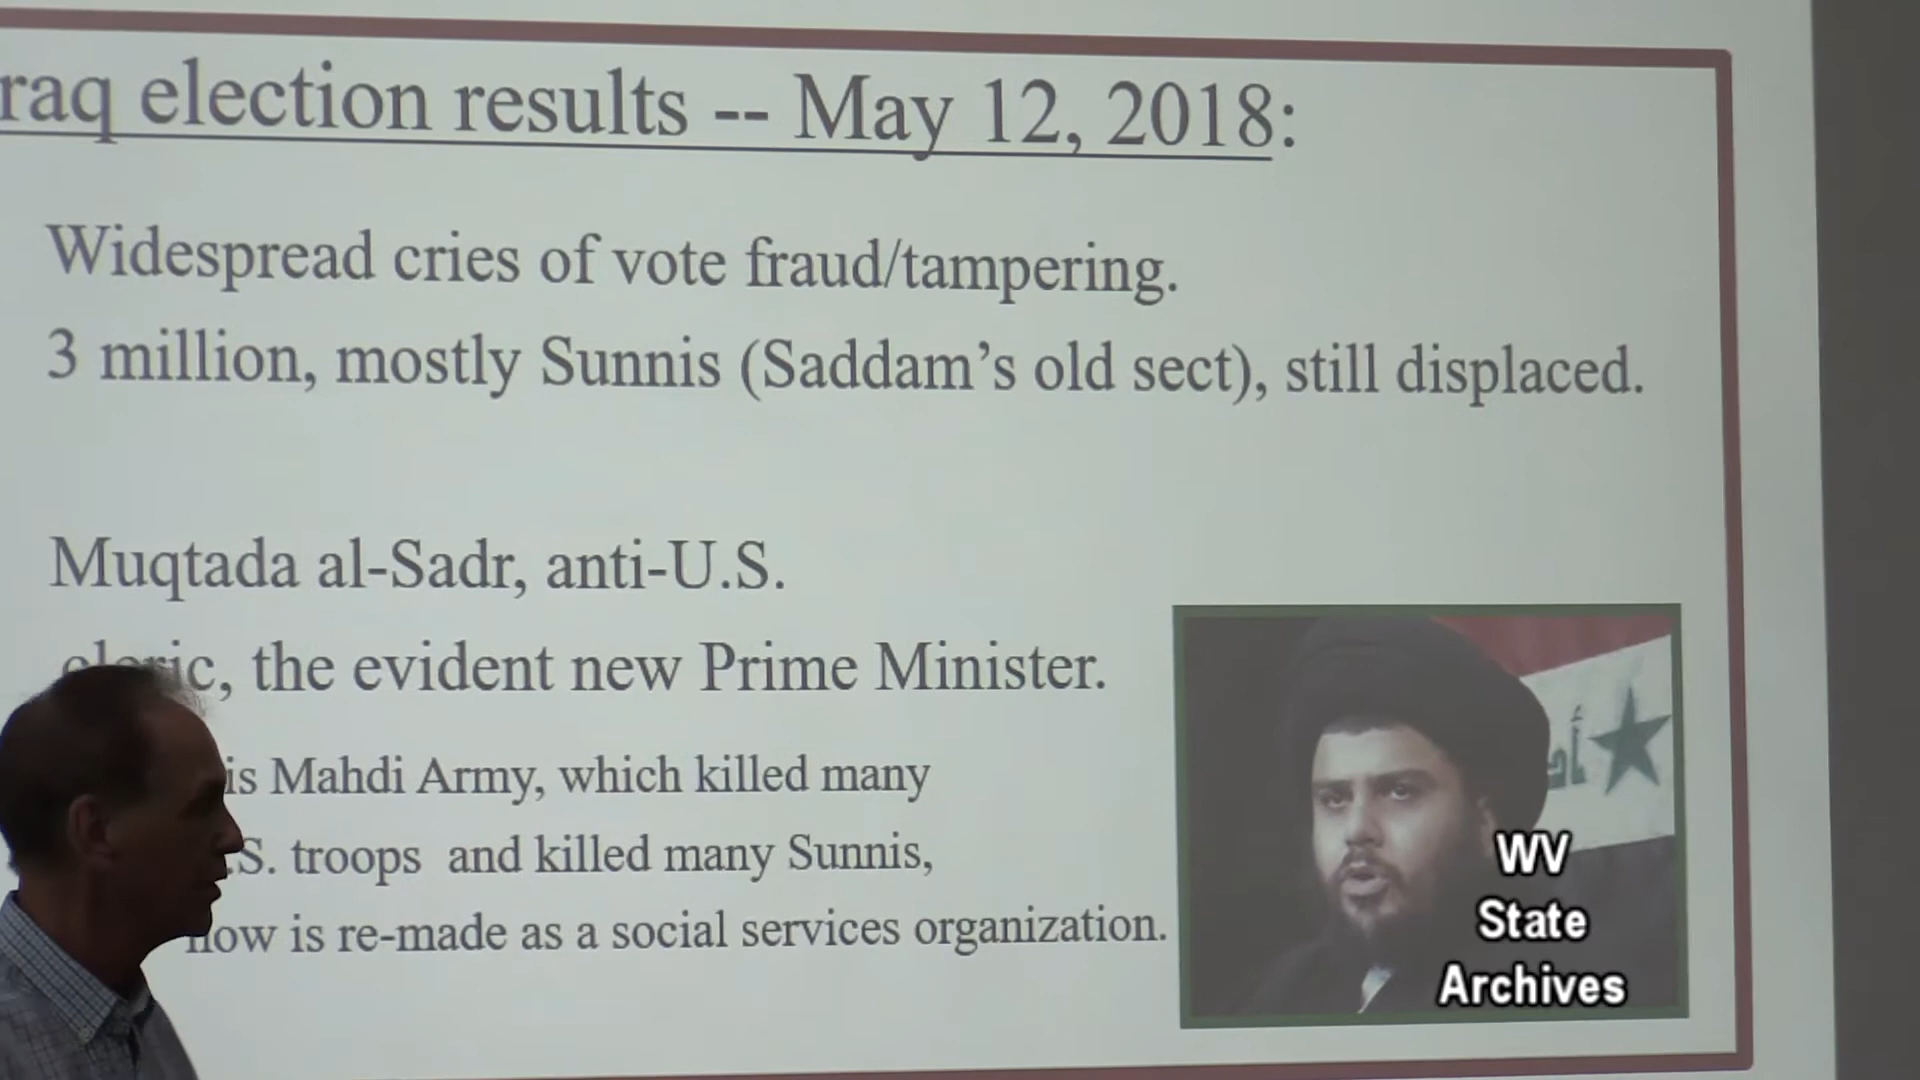 raq election results -- May 12, 2018:
Widespread cries of vote fraud/tampering.
3 million, mostly Sunnis (Saddam's old sect), still displaced.
Muqtada al-Sadr, anti-U.S.
cleric, the evident new Prime Minister.
is Mahdi Army, which killed many
.S. troops and killed many Sunnis,
now is re-made as a social services organization.
WV
State
Archives